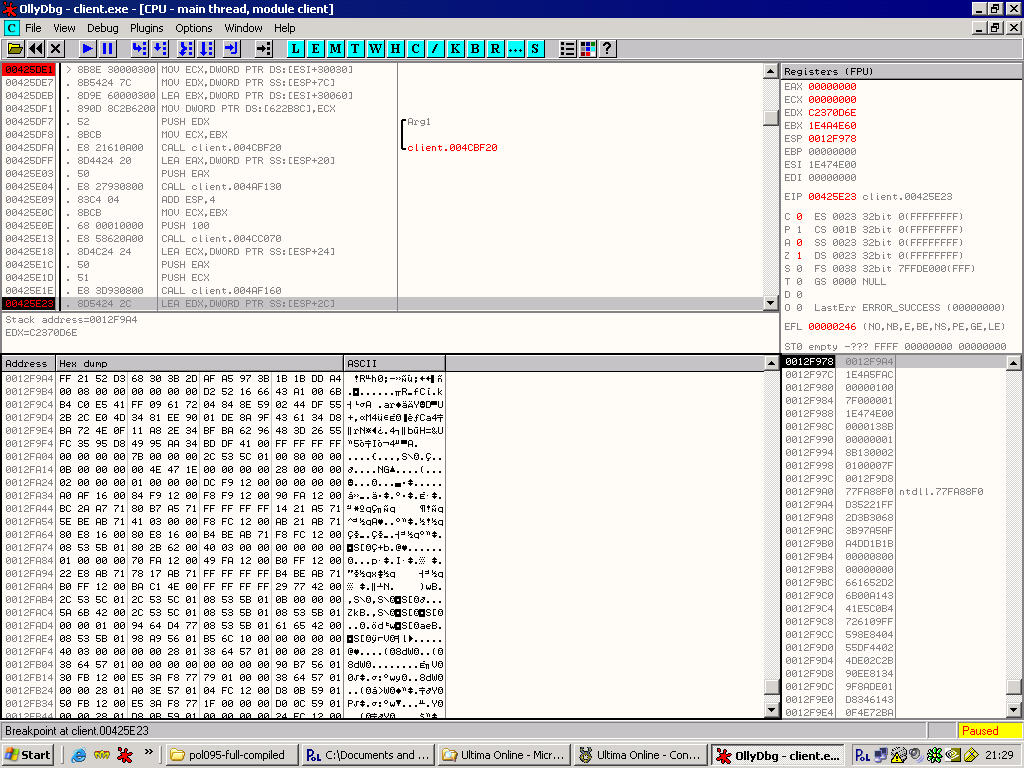 OllyDbg - client.exe - [CPU - main thread, module client]
C File View Debug Plugins Options Window Help
L E M T W H C / K B R ... S ?
00425DE1 > 8B8E 30000300 MOV ECX,DWORD PTR DS:[ESI+30030]
00425DE7 . 8B5424 7C MOV EDX,DWORD PTR SS:[ESP+7C]
00425DEB . 8D9E 60000300 LEA EBX,DWORD PTR DS:[ESI+30060]
00425DF1 . 890D 8C2B6200 MOV DWORD PTR DS:[622B8C],ECX
00425DF7 . 52 PUSH EDX Arg1
00425DF8 . 8BCB MOV ECX,EBX
00425DFA . E8 21610A00 CALL client.004CBF20 client.004CBF20
00425DFF . 8D4424 20 LEA EAX,DWORD PTR SS:[ESP+20]
00425E03 . 50 PUSH EAX
00425E04 . E8 27930800 CALL client.004AF130
00425E09 . 83C4 04 ADD ESP,4
00425E0C . 8BCB MOV ECX,EBX
00425E0E . 68 00010000 PUSH 100
00425E13 . E8 58620A00 CALL client.004CC070
00425E18 . 8D4C24 24 LEA ECX,DWORD PTR SS:[ESP+24]
00425E1C . 50 PUSH EAX
00425E1D . 51 PUSH ECX
00425E1E . E8 3D930800 CALL client.004AF160
00425E23 . 8D5424 2C LEA EDX,DWORD PTR SS:[ESP+2C]
Stack address=0012F9A4
EDX=C2370D6E
Registers (FPU)
EAX 00000000
ECX 00000000
EDX C2370D6E
EBX 1E4A4E60
ESP 0012F978
EBP 00000000
ESI 1E474E00
EDI 00000000
EIP 00425E23 client.00425E23
C 0 ES 0023 32bit 0(FFFFFFFF)
P 1 CS 001B 32bit 0(FFFFFFFF)
A 0 SS 0023 32bit 0(FFFFFFFF)
Z 1 DS 0023 32bit 0(FFFFFFFF)
S 0 FS 0038 32bit 7FFDE000(FFF)
T 0 GS 0000 NULL
D 0
O 0 LastErr ERROR_SUCCESS (00000000)
EFL 00000246 (NO,NB,E,BE,NS,PE,GE,LE)
ST0 empty -??? FFFF 00000000 00000000
Address Hex dump ASCII
0012F9A4 FF 21 52 D3 68 30 3B 2D AF A5 97 3B 1B 1B DD A4
0012F9B4 00 08 00 00 00 00 00 00 D2 52 16 66 43 A1 00 6B
0012F9C4 B4 C0 E5 41 FF 09 61 72 04 84 8E 59 02 44 DF 55
0012F9D4 2B 2C E0 4D 34 81 EE 90 01 DE 8A 9F 43 61 34 D8
0012F9E4 BA 72 4E 0F 11 A8 2E 34 BF BA 62 96 48 3D 26 55
0012F9F4 FC 35 95 D8 49 95 AA 34 BD DF 41 00 FF FF FF FF
0012FA04 00 00 00 00 7B 00 00 00 2C 53 5C 01 00 80 00 00
0012FA14 0B 00 00 00 00 4E 47 1E 00 00 00 00 28 00 00 00
0012FA24 02 00 00 00 01 00 00 00 DC F9 12 00 00 00 00 00
0012FA34 A0 AF 16 00 84 F9 12 00 F8 F9 12 00 90 FA 12 00
0012FA44 BC 2A A7 71 80 B7 A5 71 FF FF FF FF 14 21 A5 71
0012FA54 5E BE AB 71 41 03 00 00 F8 FC 12 00 AB 21 AB 71
0012FA64 80 E8 16 00 80 E8 16 00 B4 BE AB 71 F8 FC 12 00
0012FA74 08 53 5B 01 80 2B 62 00 40 03 00 00 00 00 00 00
0012FA84 01 00 00 00 70 FA 12 00 49 FA 12 00 B0 FF 12 00
0012FA94 22 E8 AB 71 78 17 AB 71 FF FF FF FF B4 BE AB 71
0012FAA4 B0 FF 12 00 BA C1 4E 00 FF FF FF FF 29 77 42 00
0012FAB4 2C 53 5C 01 2C 53 5C 01 08 53 5B 01 0B 00 00 00
0012FAC4 5A 6B 42 00 2C 53 5C 01 08 53 5B 01 08 53 5B 01
0012FAD4 00 00 01 00 94 64 D4 77 08 53 5B 01 61 65 42 00
0012FAE4 08 53 5B 01 98 A9 56 01 B5 6C 10 00 00 00 00 00
0012FAF4 40 03 00 00 00 00 28 01 38 64 57 01 00 00 28 01
0012FB04 38 64 57 01 00 00 00 00 00 00 00 00 90 B7 56 01
0012FB14 30 FB 12 00 E5 3A F8 77 79 01 00 00 38 64 57 01
0012FB24 00 00 28 01 A0 3E 57 01 04 FC 12 00 D8 0B 59 01
0012FB34 50 FB 12 00 E5 3A F8 77 1F 00 00 00 D0 0C 59 01
0012FB44 00 00 28 01 D8 0B 59 01 00 00 00 00 24 FC 12 00
0012F978 0012F9A4
0012F97C 1E4A5FAC
0012F980 00000100
0012F984 7F000001
0012F988 1E474E00
0012F98C 0000138B
0012F990 00000001
0012F994 8B130002
0012F998 0100007F
0012F99C 0012F9D8
0012F9A0 77FA88F0 ntdll.77FA88F0
0012F9A4 D35221FF
0012F9A8 2D3B3068
0012F9AC 3B97A5AF
0012F9B0 A4DD1B1B
0012F9B4 00000800
0012F9B8 00000000
0012F9BC 661652D2
0012F9C0 6B00A143
0012F9C4 41E5C0B4
0012F9C8 726109FF
0012F9CC 598E8404
0012F9D0 55DF4402
0012F9D4 4DE02C2B
0012F9D8 90EE8134
0012F9DC 9F8ADE01
0012F9E0 D8346143
0012F9E4 0F4E72BA
Breakpoint at client.00425E23
Paused
Start
»
pol095-full-compiled
C:\Documents and ...
Ultima Online - Micr...
Ultima Online - Con...
OllyDbg - client.e...
21:29